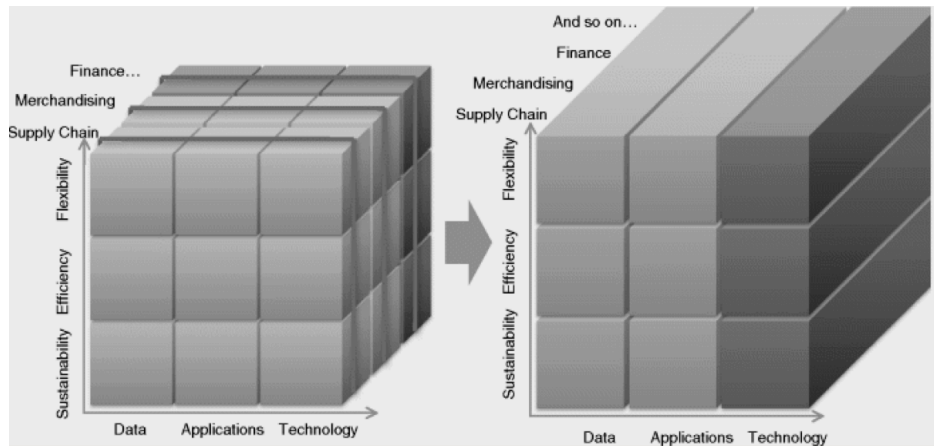 Finance…
Merchandising
Supply Chain
Flexibility
Efficiency
Sustainability
Data Applications Technology
And so on…
Finance
Merchandising
Supply Chain
Flexibility
Efficiency
Sustainability
Data Applications Technology